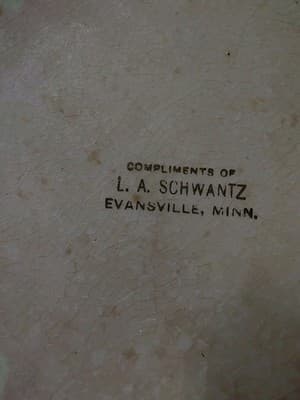 COMPLIMENTS OF
L. A. SCHWANTZ
EVANSVILLE, MINN.